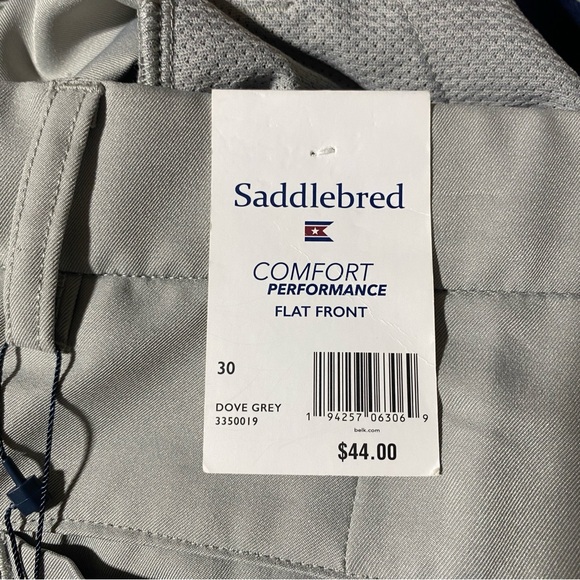 Saddlebred
COMFORT
PERFORMANCE
FLAT FRONT
30
DOVE GREY
3350019
1 94257 06306 9
belk.com
$44.00